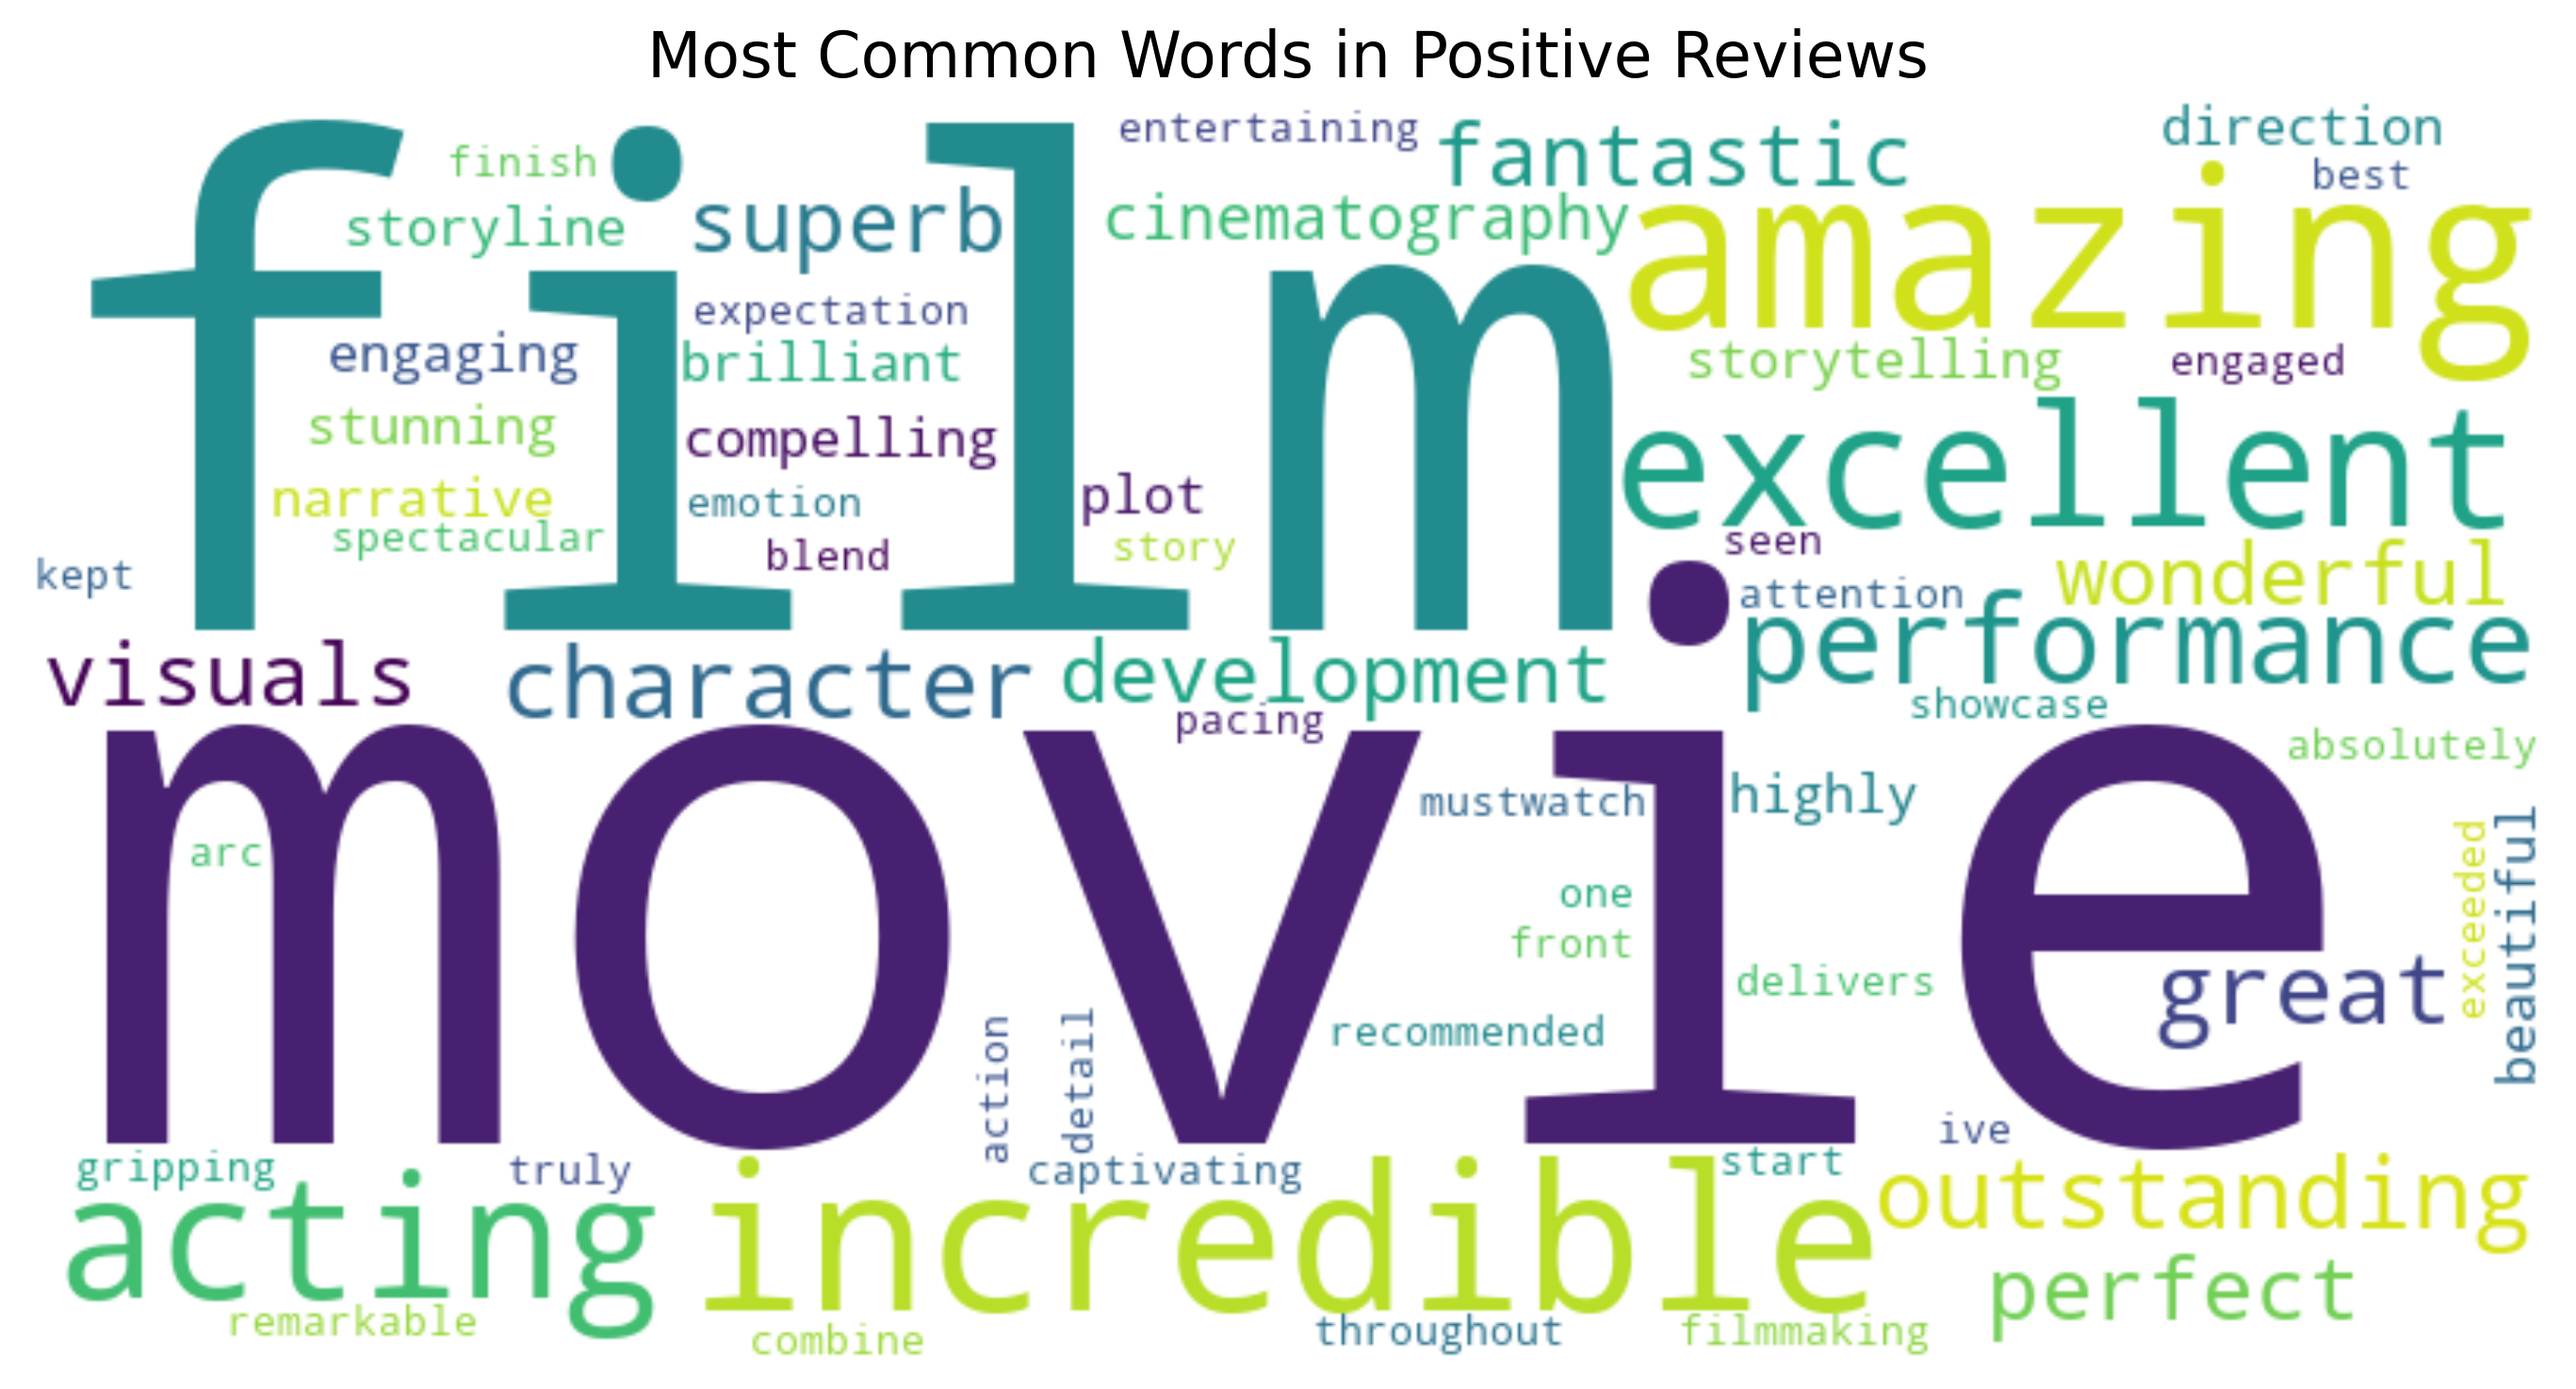 Most Common Words in Positive Reviews
film
finish
entertaining
fantastic
direction
best
storyline
superb
cinematography
amazing
expectation
engaging
brilliant
storytelling
engaged
stunning
compelling
excellent
narrative
emotion
plot
spectacular
blend
story
seen
kept
attention
wonderful
visuals
character
development
performance
pacing
showcase
movie
absolutely
mustwatch
highly
arc
one
front
exceeded
beautiful
delivers
great
recommended
action
detail
ive
gripping
truly
captivating
start
acting
incredible
outstanding
perfect
remarkable
combine
throughout
filmmaking